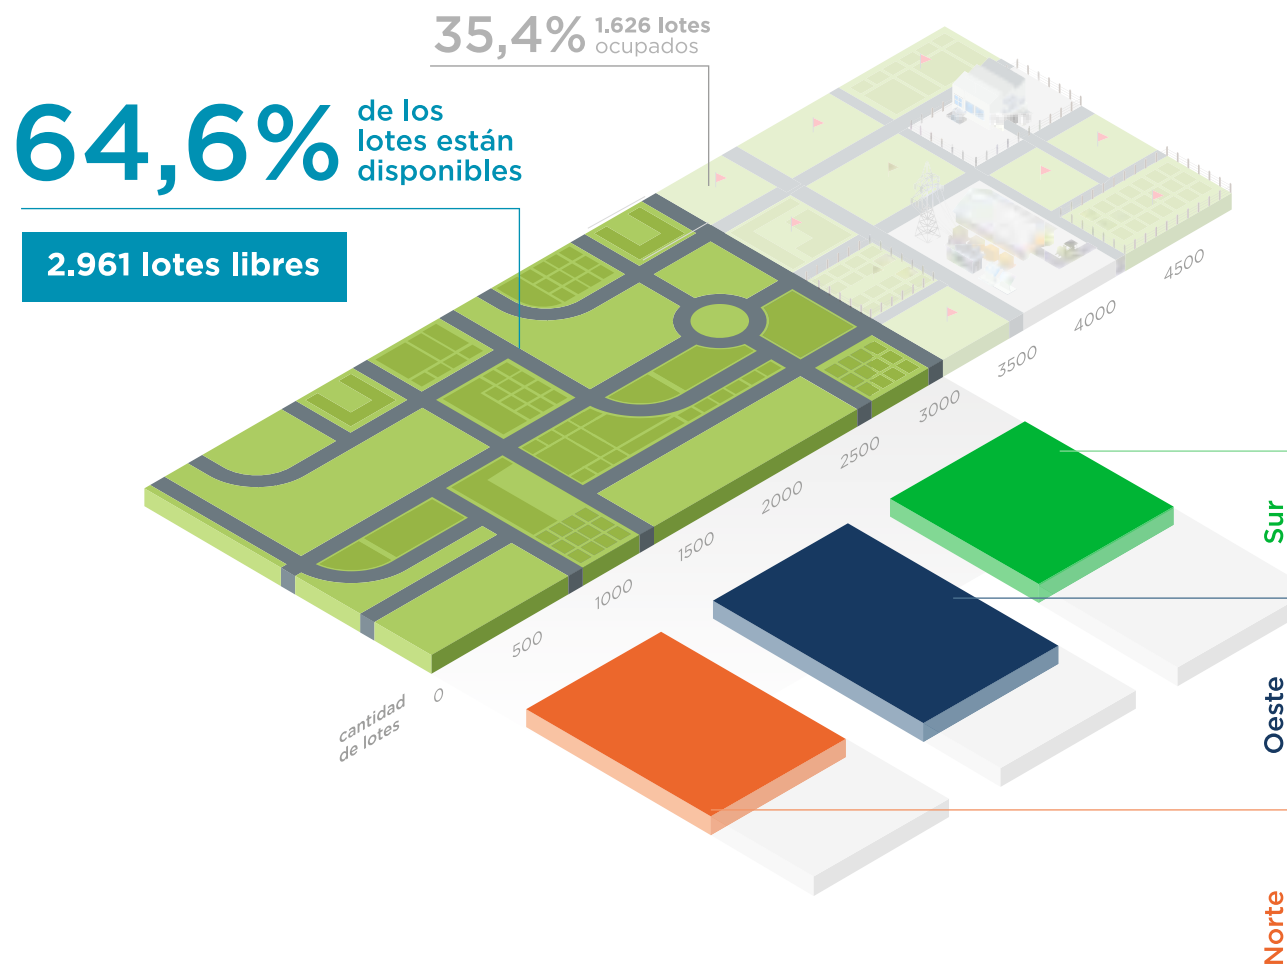 35,4% 1.626 lotes
ocupados
64,6% de los
lotes están
disponibles
2.961 lotes libres
4500
4000
3500
3000
2500
2000
1500
1000
500
0
cantidad
de lotes
Sur
Oeste
Norte